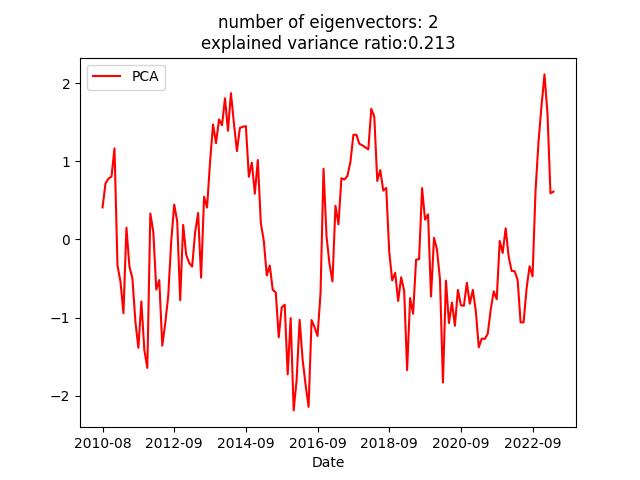 number of eigenvectors: 2
explained variance ratio:0.213
PCA
2
1
0
−1
−2
2010-08 2012-09 2014-09 2016-09 2018-09 2020-09 2022-09
Date